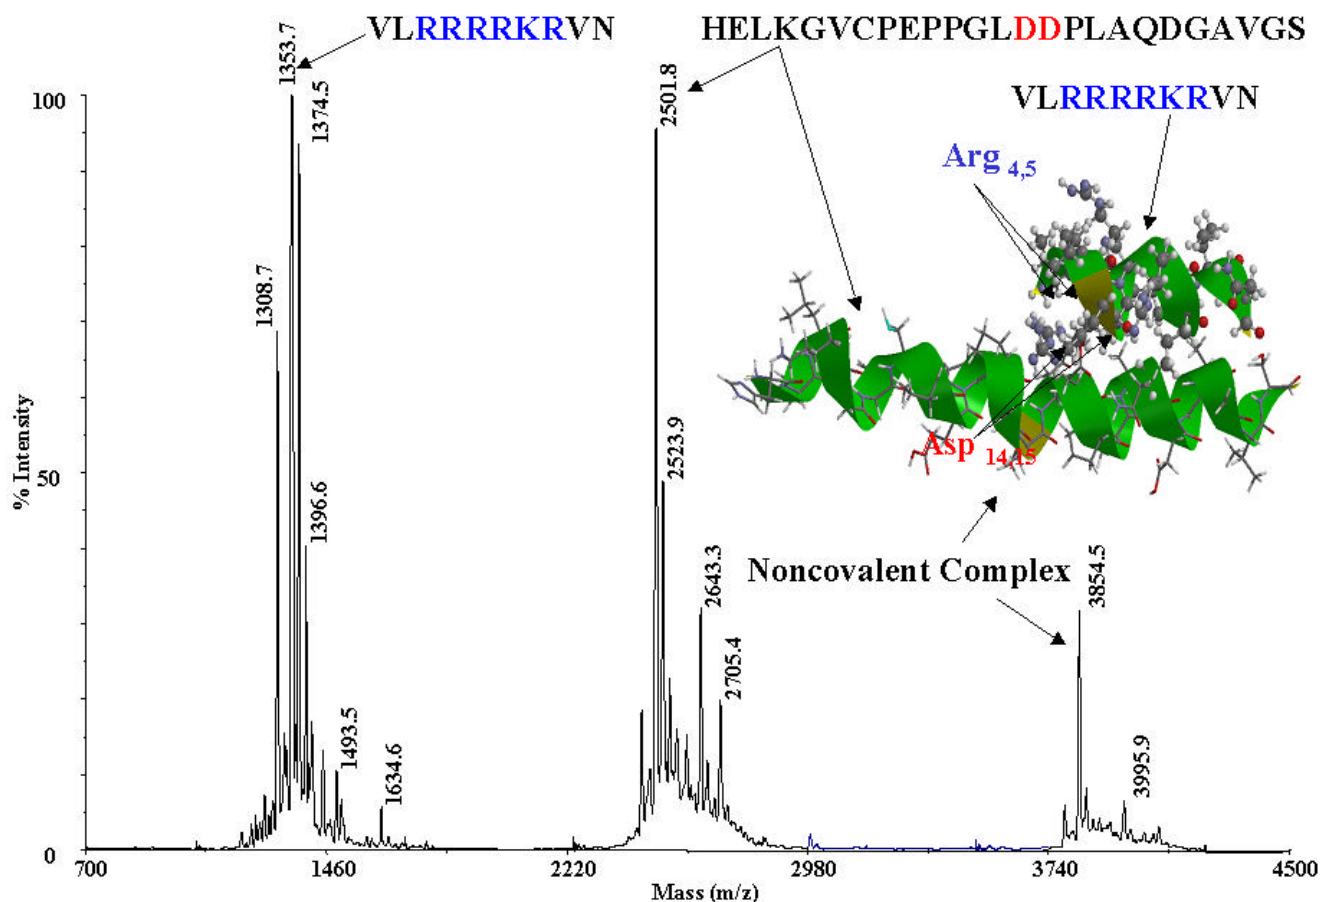 VLRRRRKRVN
HELKGVCPEPPGLDDPLAQDGAVGS
VLRRRRKRVN
Arg 4,5
Asp 14,15
Noncovalent Complex
1308.7
1353.7
1374.5
1396.6
1493.5
1634.6
2501.8
2523.9
2643.3
2705.4
3854.5
3995.9
100
50
0
% Intensity
700 1460 2220 2980 3740 4500
Mass (m/z)